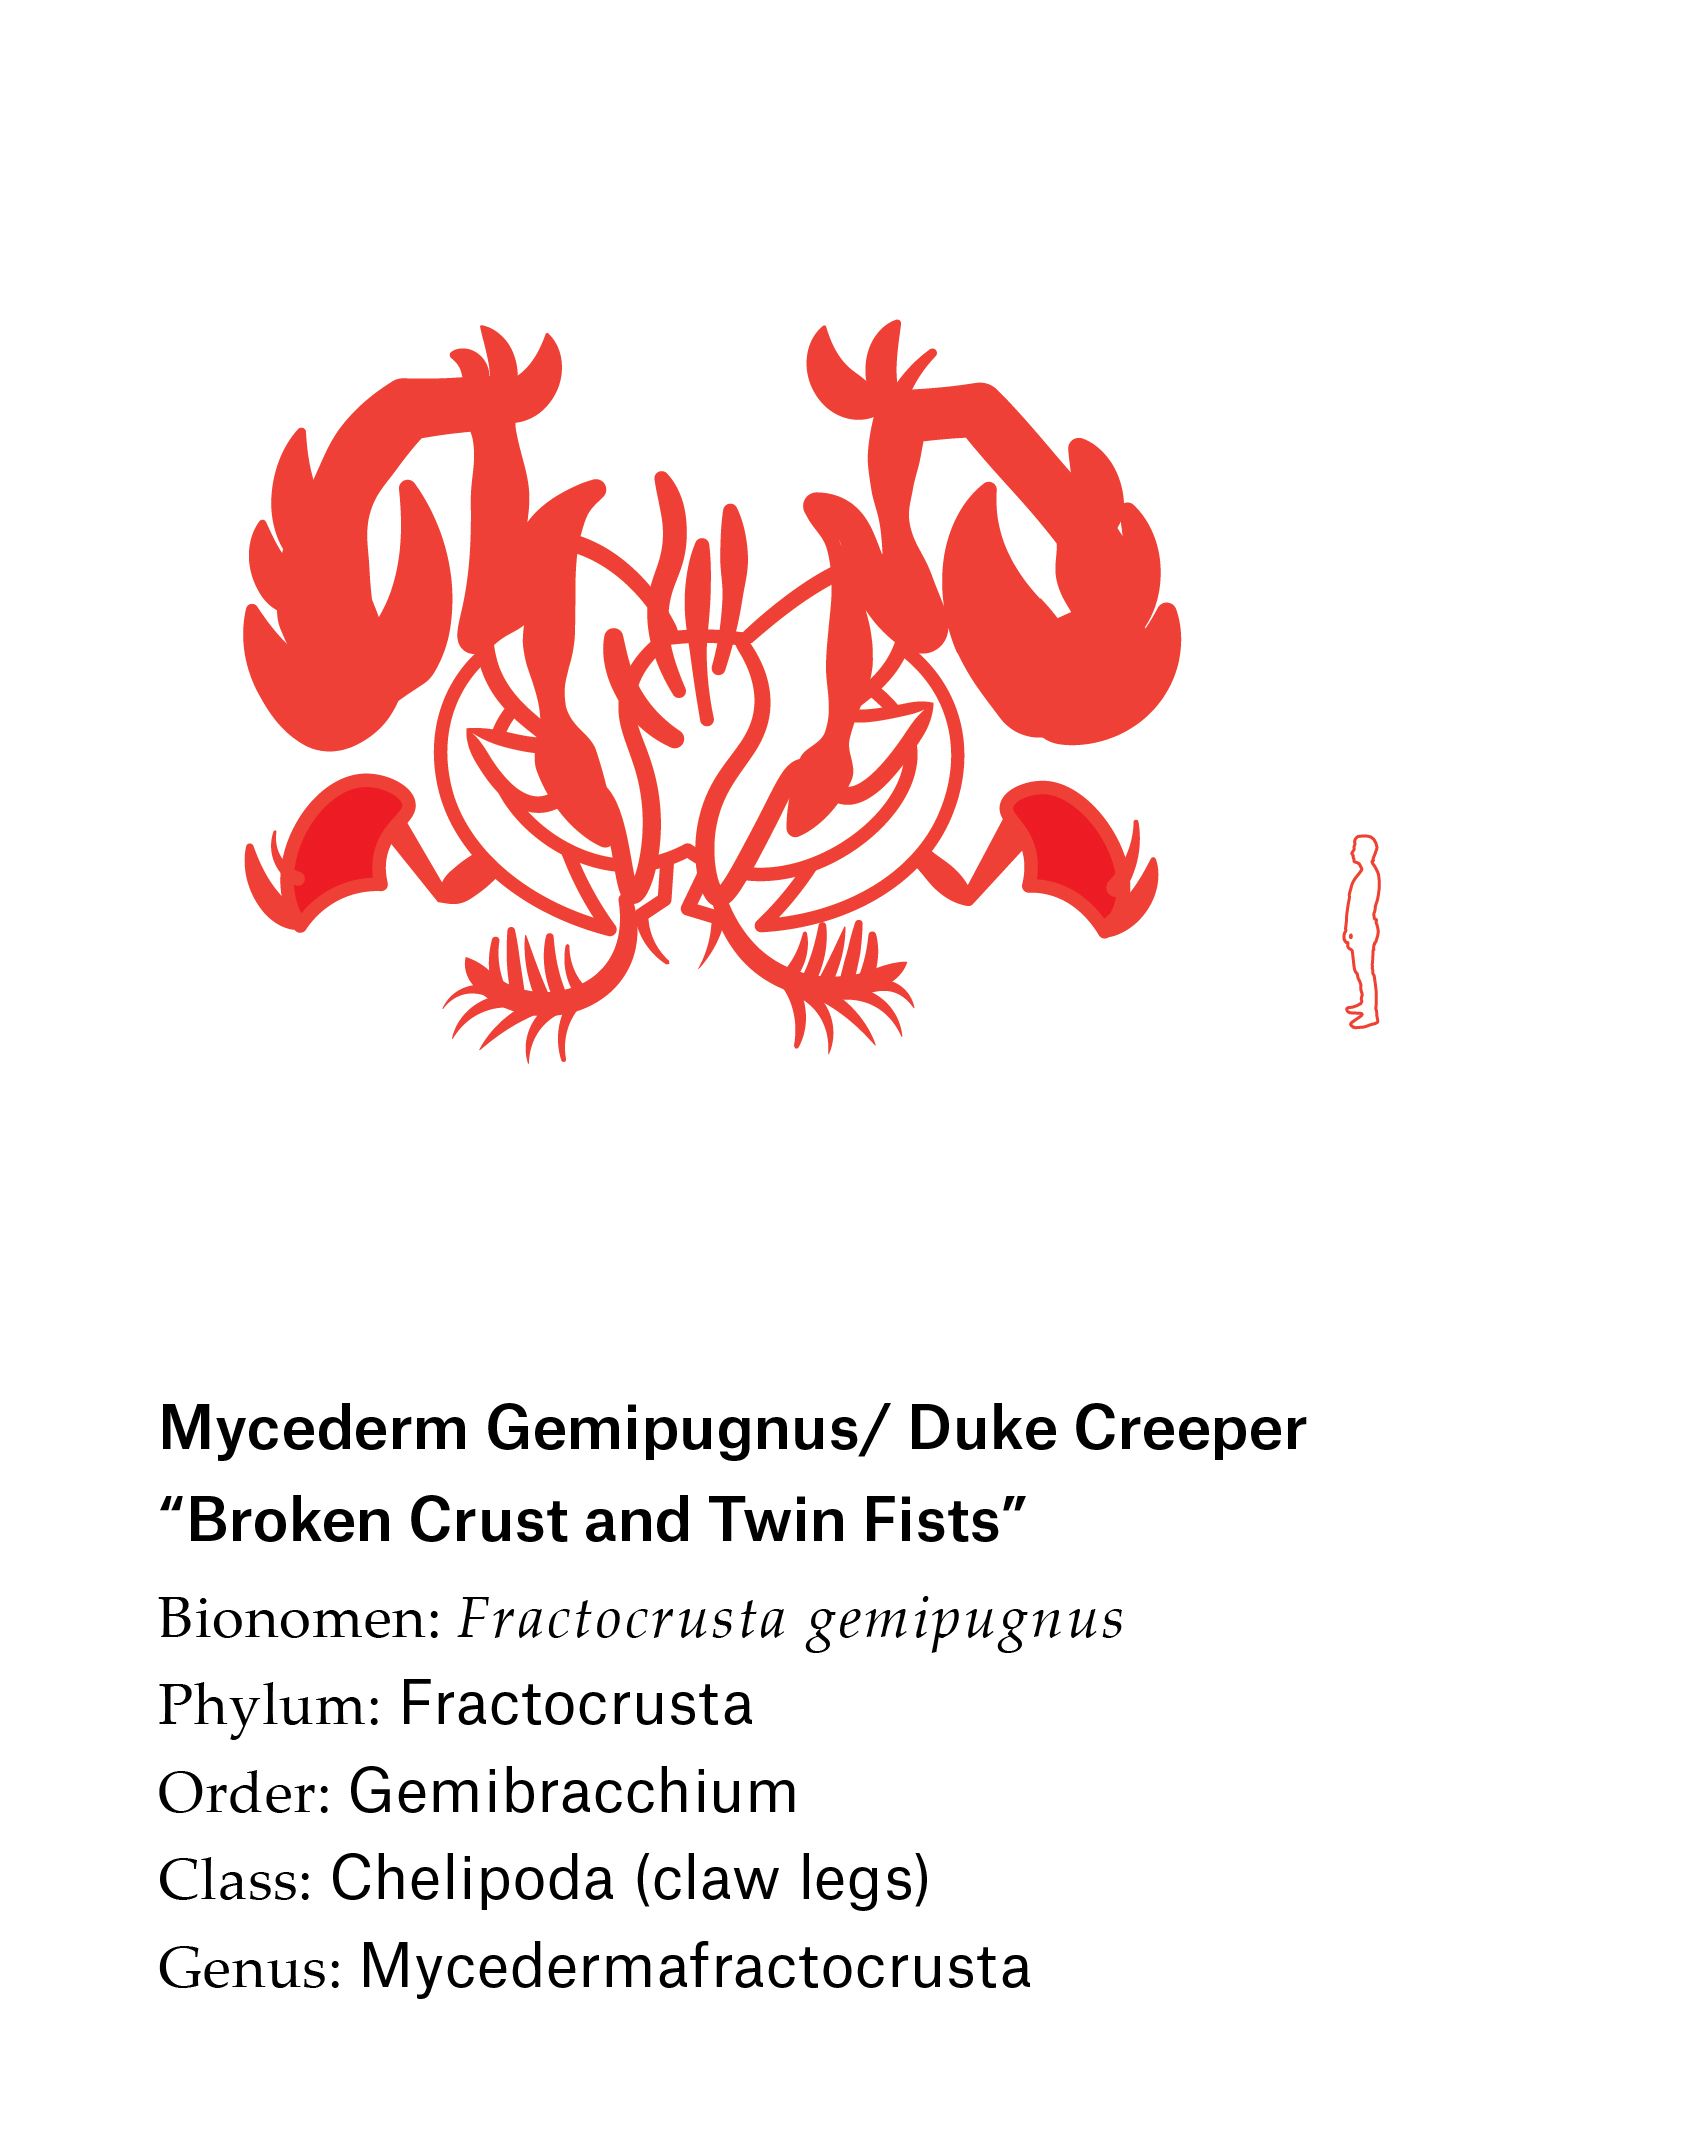 Mycederm Gemipugnus/ Duke Creeper
“Broken Crust and Twin Fists”
Bionomen: Fractocrusta gemipugnus
Phylum: Fractocrusta
Order: Gemibracchium
Class: Chelipoda (claw legs)
Genus: Mycedermafractocrusta